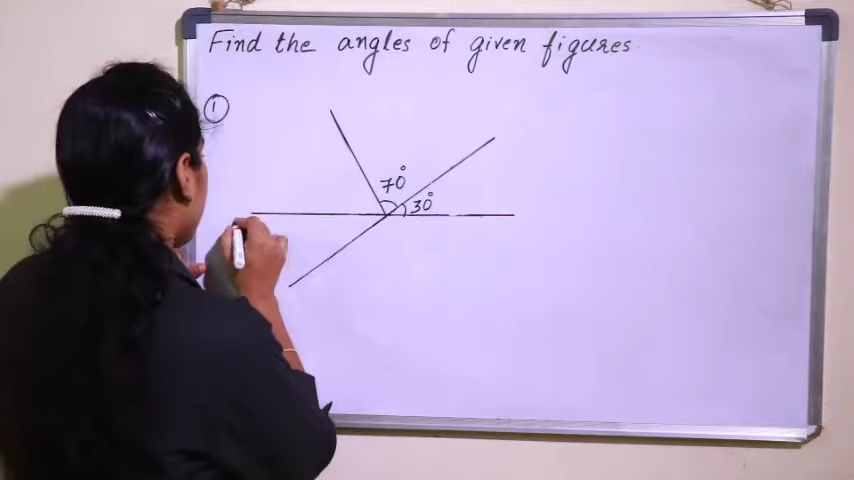 Find the angles of given figures.
①
70°
30°